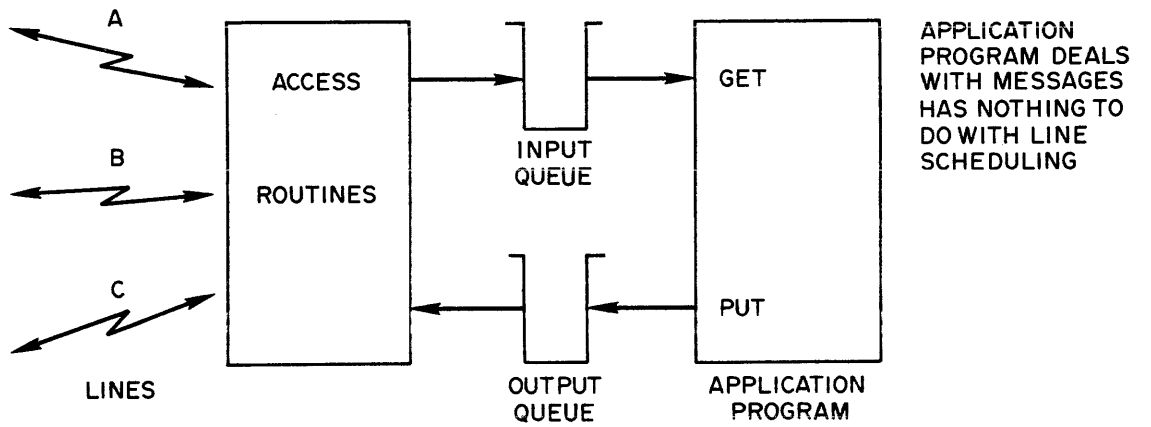 A
B
C
LINES
ACCESS
ROUTINES
INPUT
QUEUE
OUTPUT
QUEUE
GET
PUT
APPLICATION
PROGRAM
APPLICATION
PROGRAM DEALS
WITH MESSAGES
HAS NOTHING TO
DO WITH LINE
SCHEDULING